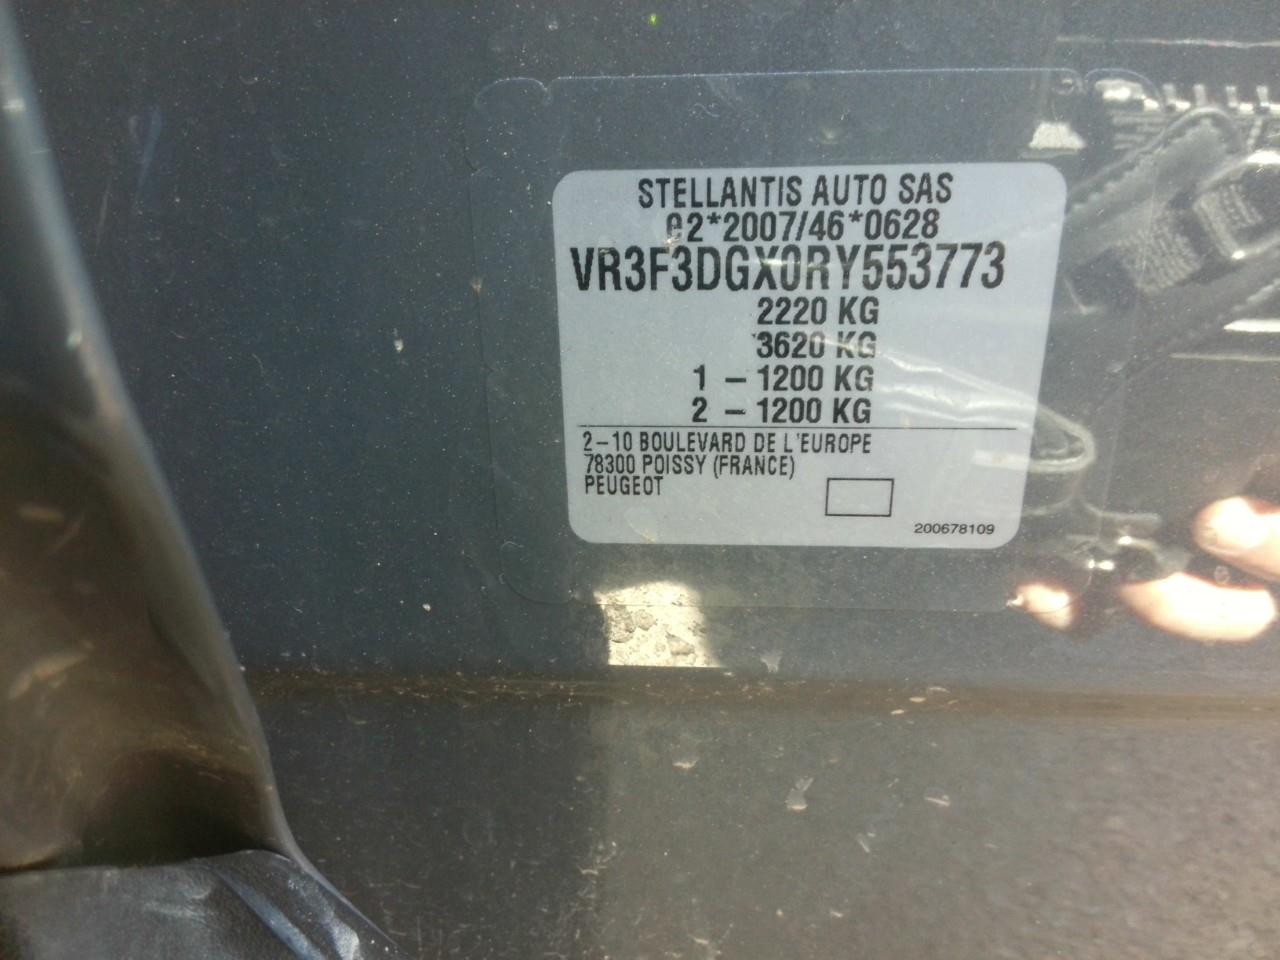 STELLANTIS AUTO SAS
e2*2007/46*0628
VR3F3DGX0RY553773
2220 KG
3620 KG
1 – 1200 KG
2 – 1200 KG
2–10 BOULEVARD DE L'EUROPE
78300 POISSY (FRANCE)
PEUGEOT
200678109